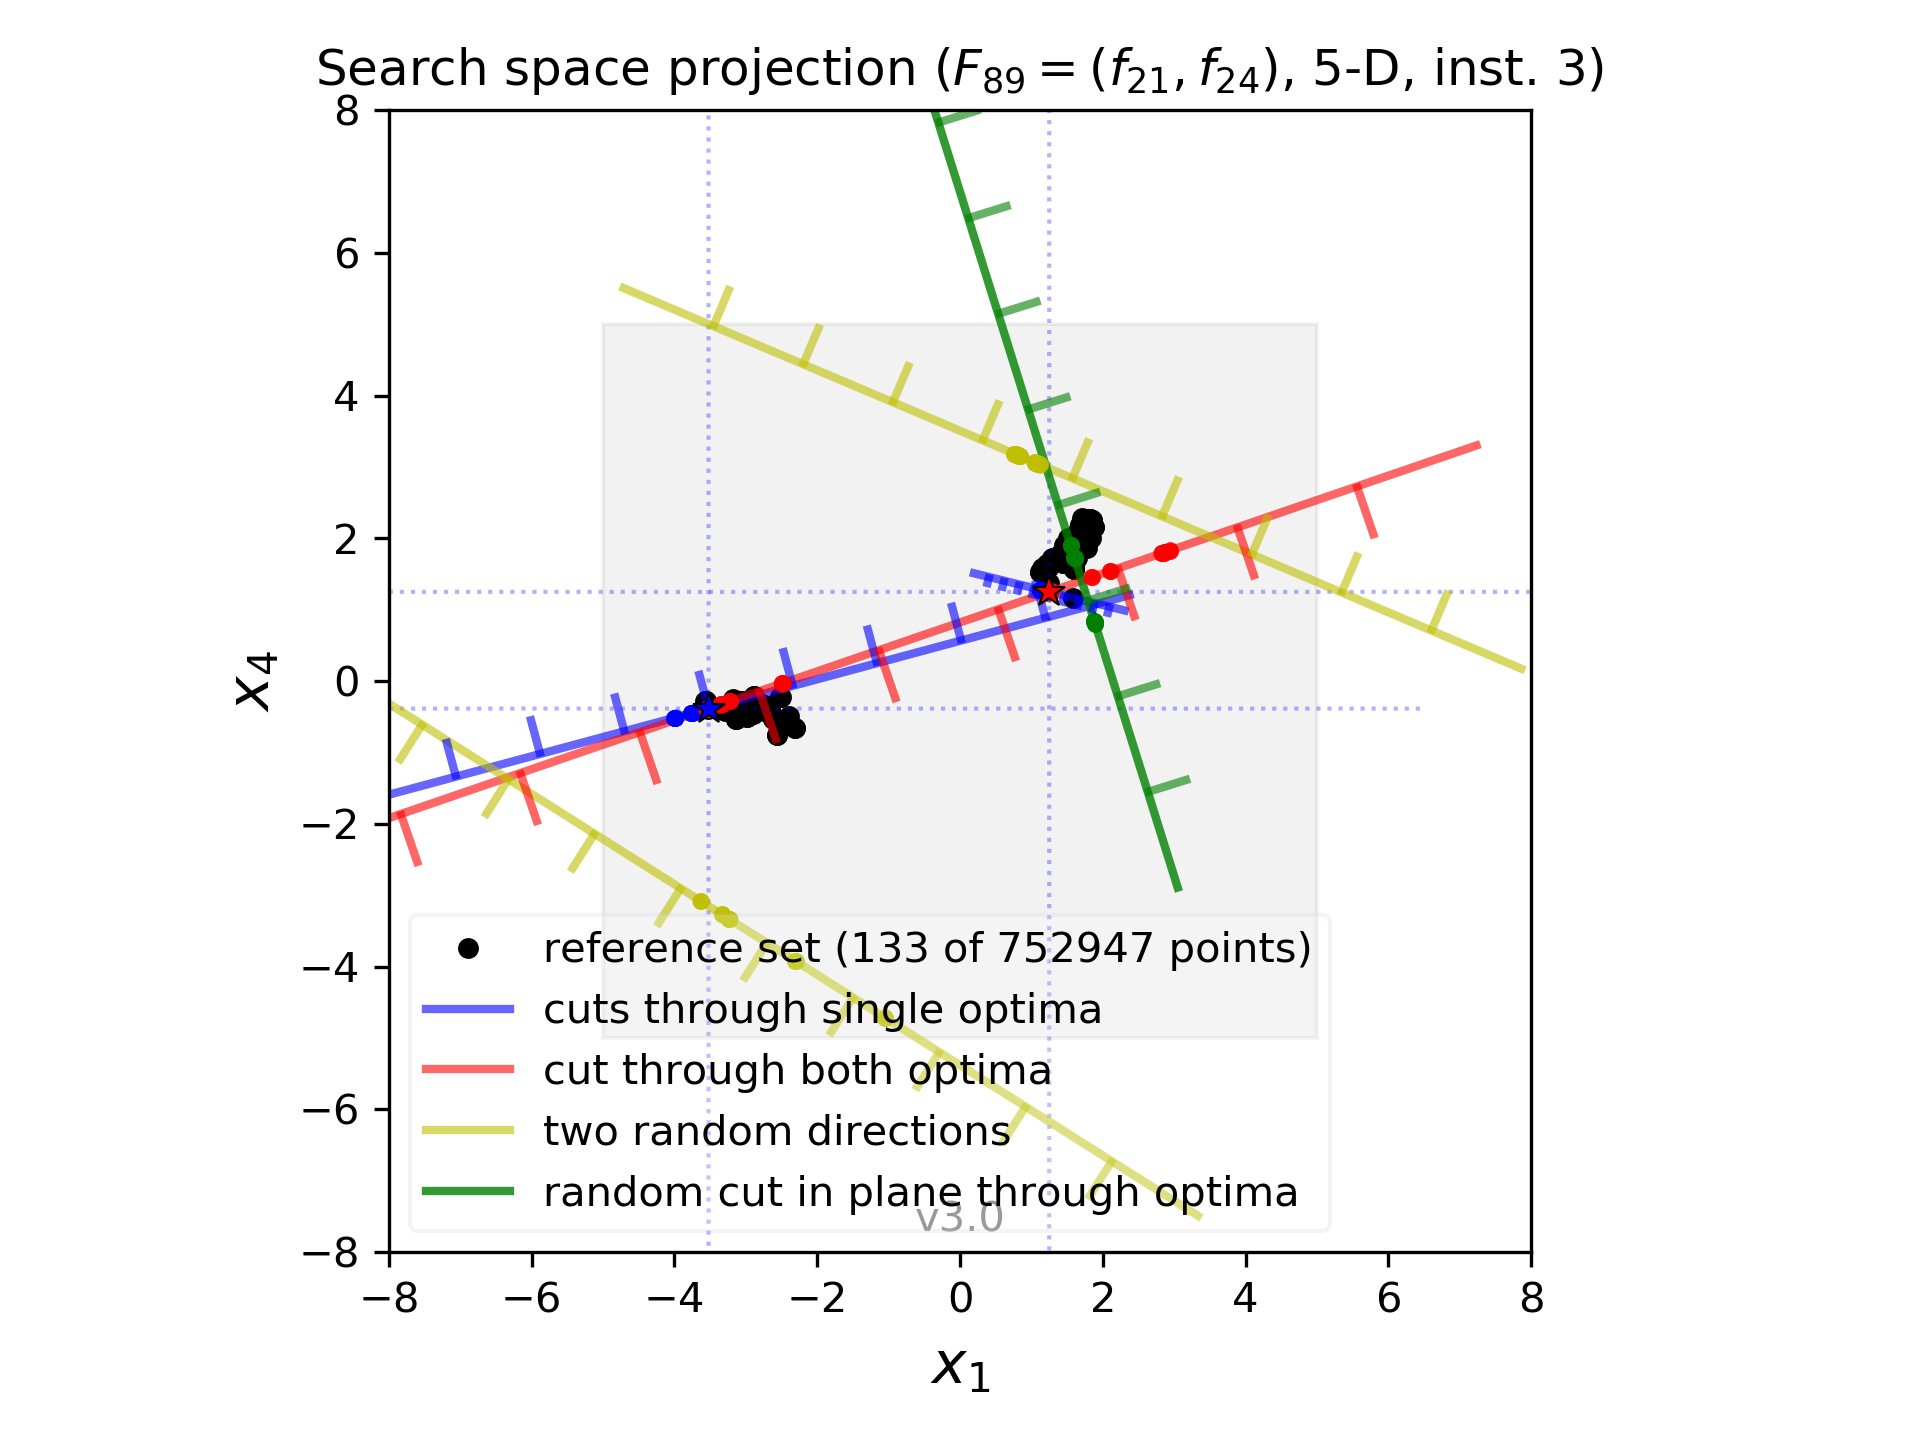 Search space projection (F₈₉ = (f₂₁, f₂₄), 5-D, inst. 3)
8
6
4
2
0
−2
−4
−6
−8
x₄
reference set (133 of 752947 points)
cuts through single optima
cut through both optima
two random directions
random cut in plane through optima
v3.0
−8 −6 −4 −2 0 2 4 6 8
x₁